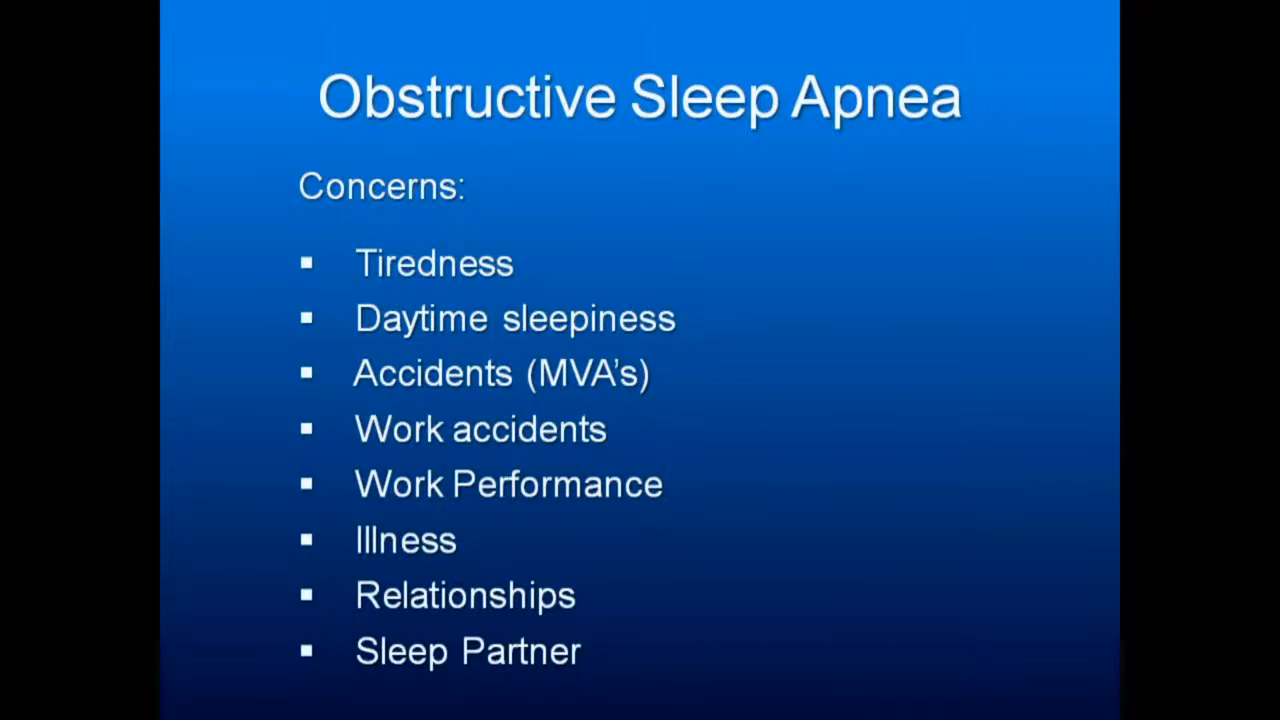 Obstructive Sleep Apnea
Concerns:
▪ Tiredness
▪ Daytime sleepiness
▪ Accidents (MVA's)
▪ Work accidents
▪ Work Performance
▪ Illness
▪ Relationships
▪ Sleep Partner